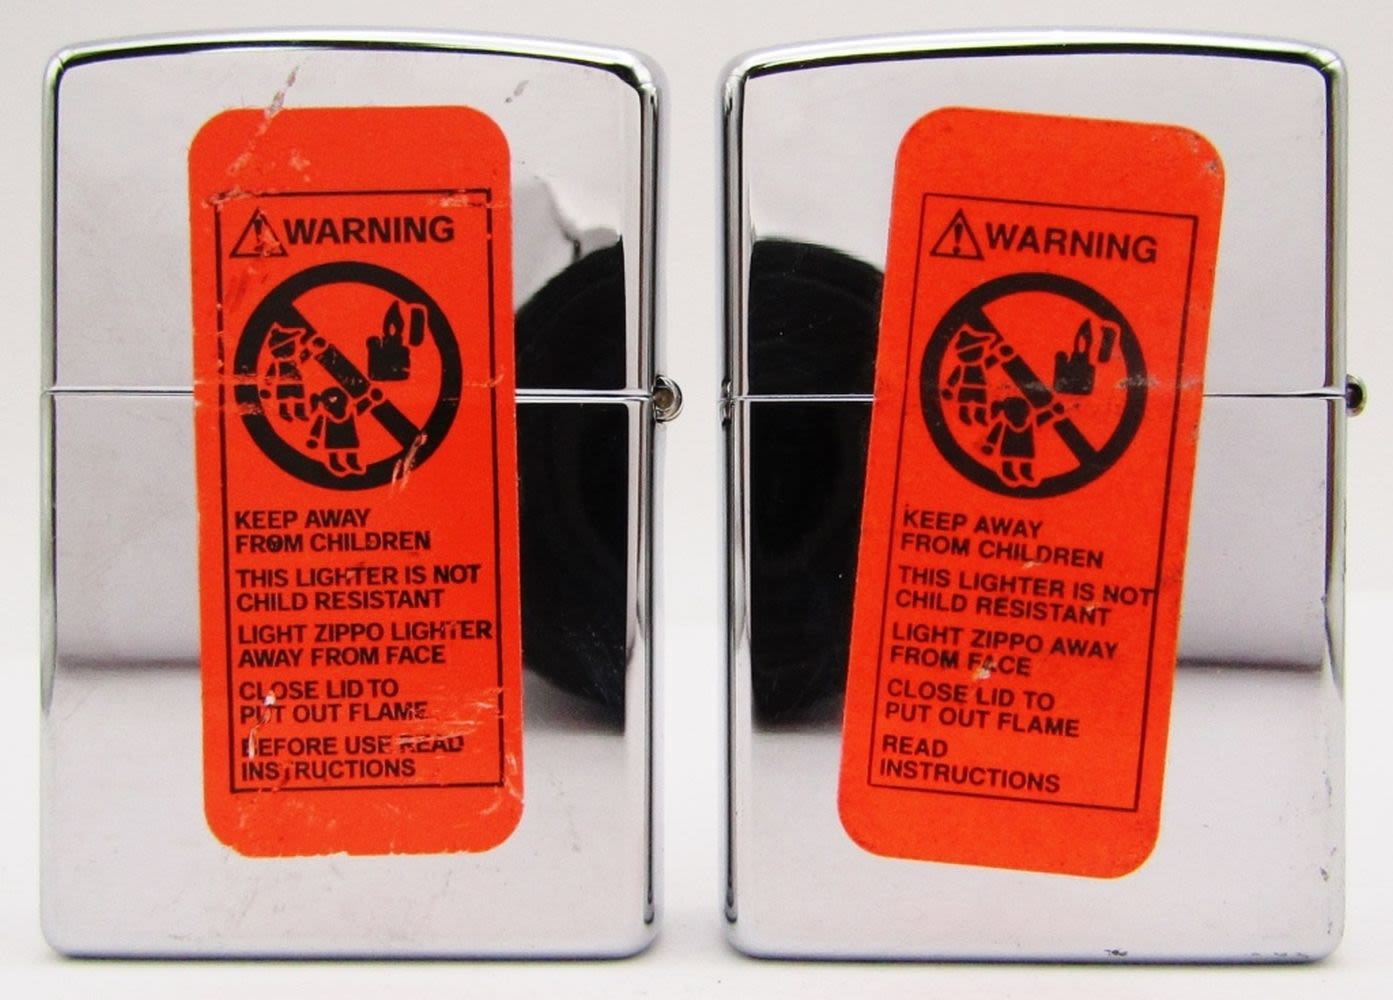 WARNING
KEEP AWAY
FROM CHILDREN
THIS LIGHTER IS NOT
CHILD RESISTANT
LIGHT ZIPPO LIGHTER
AWAY FROM FACE
CLOSE LID TO
PUT OUT FLAME
BEFORE USE READ
INSTRUCTIONS
WARNING
KEEP AWAY
FROM CHILDREN
THIS LIGHTER IS NOT
CHILD RESISTANT
LIGHT ZIPPO AWAY
FROM FACE
CLOSE LID TO
PUT OUT FLAME
READ
INSTRUCTIONS